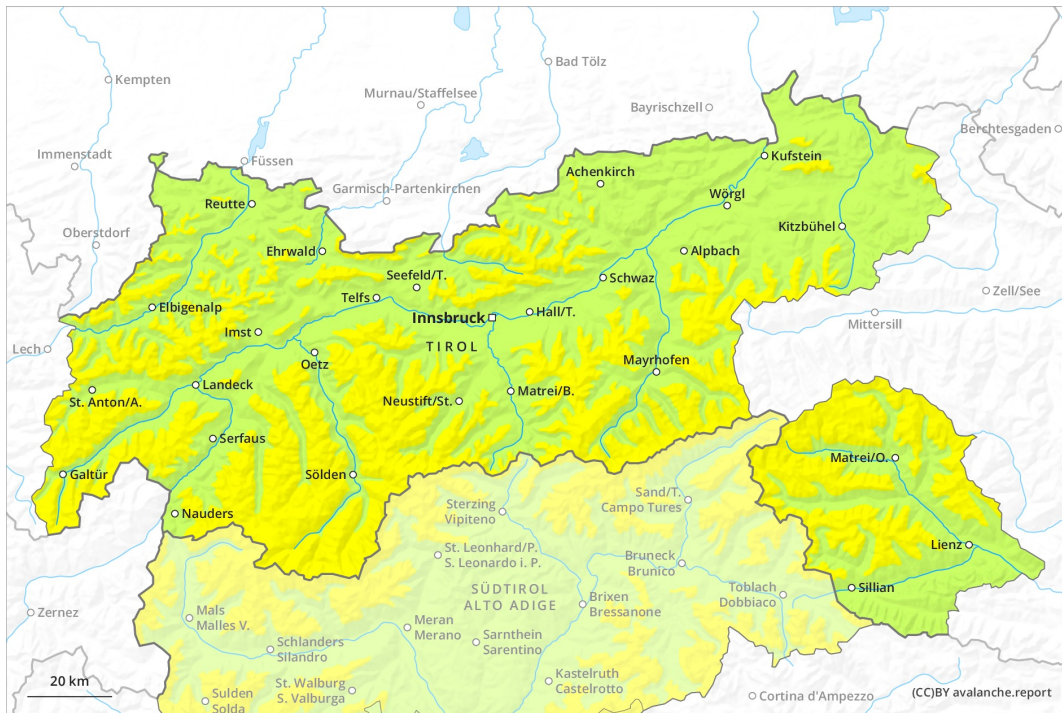 Kempten
Bad Tölz
Murnau/Staffelsee
Bayrischzell
Berchtesgaden
Immenstadt
Füssen
Kufstein
Achenkirch
Garmisch-Partenkirchen
Wörgl
Reutte
Oberstdorf
Kitzbühel
Ehrwald
Alpbach
Seefeld/T.
Schwaz
Zell/See
Telfs
Elbigenalp
Innsbruck
Hall/T.
Mittersill
Imst
TIROL
Lech
Mayrhofen
Oetz
Landeck
St. Anton/A.
Neustift/St.
Matrei/B.
Serfaus
Matrei/O.
Galtür
Sölden
Sand/T.
Campo Tures
Sterzing
Vipiteno
Nauders
Lienz
St. Leonhard/P.
S. Leonardo i. P.
Bruneck
Brunico
SÜDTIROL
ALTO ADIGE
Toblach
Dobbiaco
Sillian
Brixen
Bressanone
Zernez
Mals
Malles V.
Meran
Merano
Sarnthein
Sarentino
Schlanders
Silandro
Kastelruth
Castelrotto
20 km
St. Walburg
S. Valburga
Sulden
Solda
Cortina d'Ampezzo
(CC)BY avalanche.report